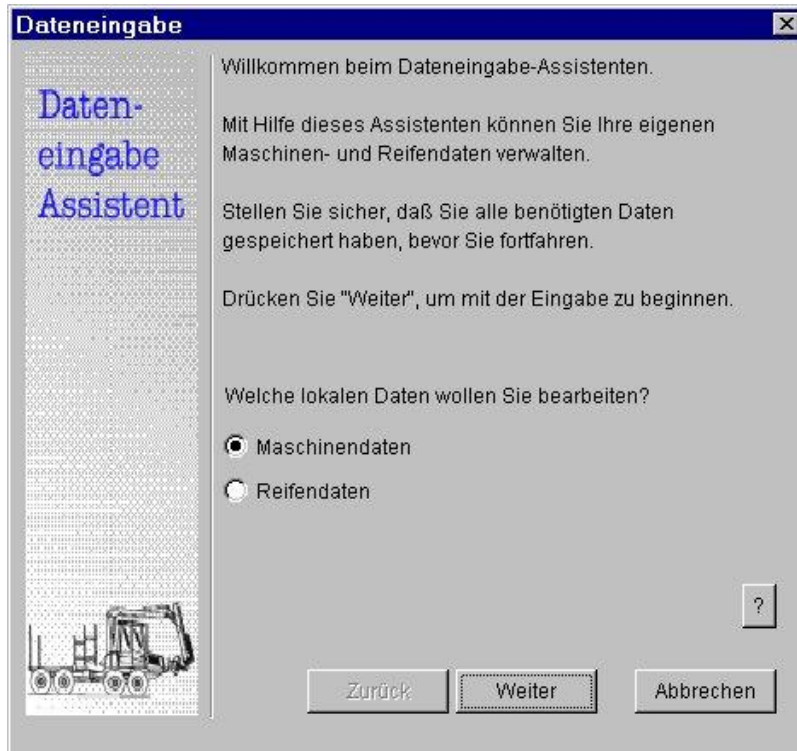 Dateneingabe
Daten-
eingabe
Assistent
Willkommen beim Dateneingabe-Assistenten.
Mit Hilfe dieses Assistenten können Sie Ihre eigenen
Maschinen- und Reifendaten verwalten.
Stellen Sie sicher, daß Sie alle benötigten Daten
gespeichert haben, bevor Sie fortfahren.
Drücken Sie "Weiter", um mit der Eingabe zu beginnen.
Welche lokalen Daten wollen Sie bearbeiten?
Maschinendaten
Reifendaten
?
Zurück
Weiter
Abbrechen